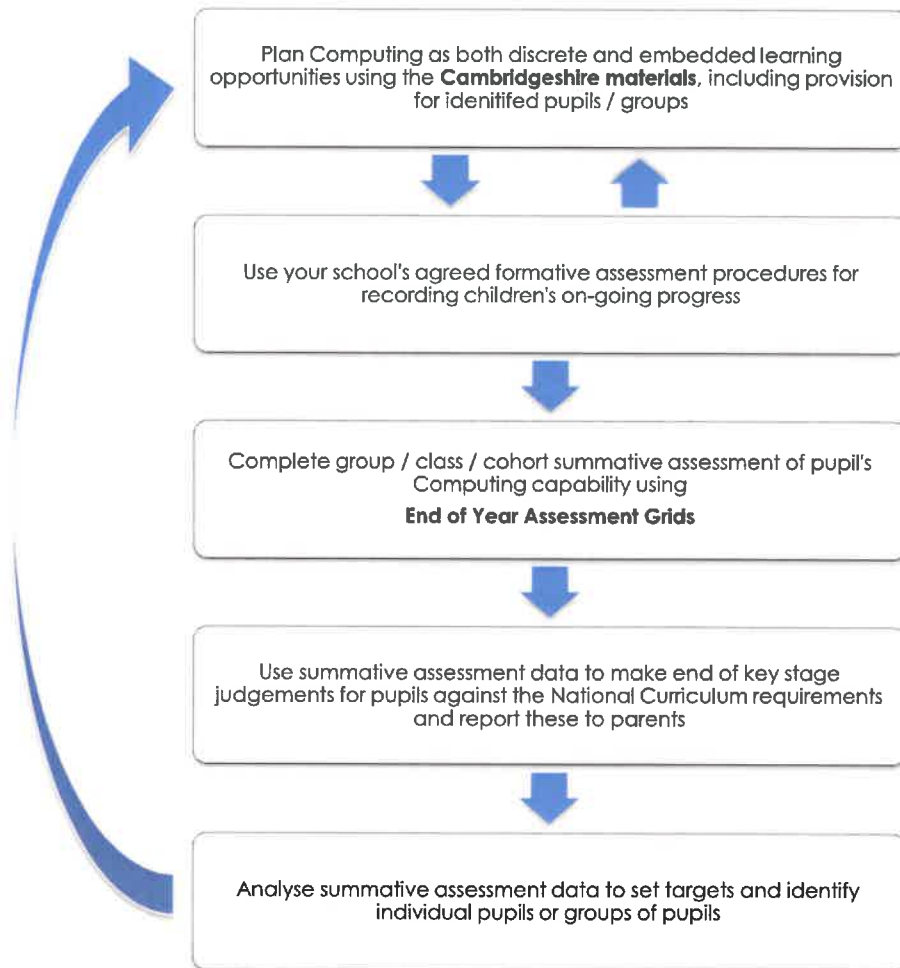 Plan Computing as both discrete and embedded learning
opportunities using the Cambridgeshire materials, including provision
for idenitifed pupils / groups
Use your school's agreed formative assessment procedures for
recording children's on-going progress
Complete group / class / cohort summative assessment of pupil's
Computing capability using
End of Year Assessment Grids
Use summative assessment data to make end of key stage
judgements for pupils against the National Curriculum requirements
and report these to parents
Analyse summative assessment data to set targets and identify
individual pupils or groups of pupils